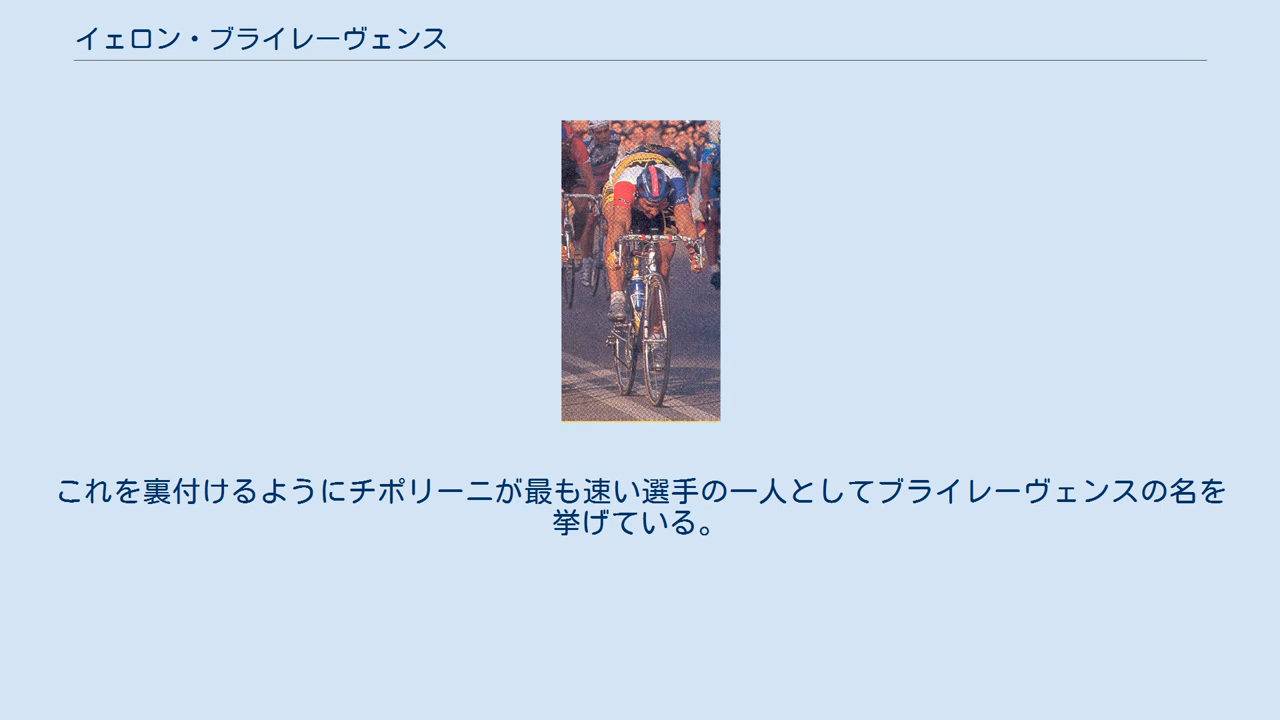 イェロン・ブライレーヴェンス
これを裏付けるようにチポリーニが最も速い選手の一人としてブライレーヴェンスの名を
挙げている。